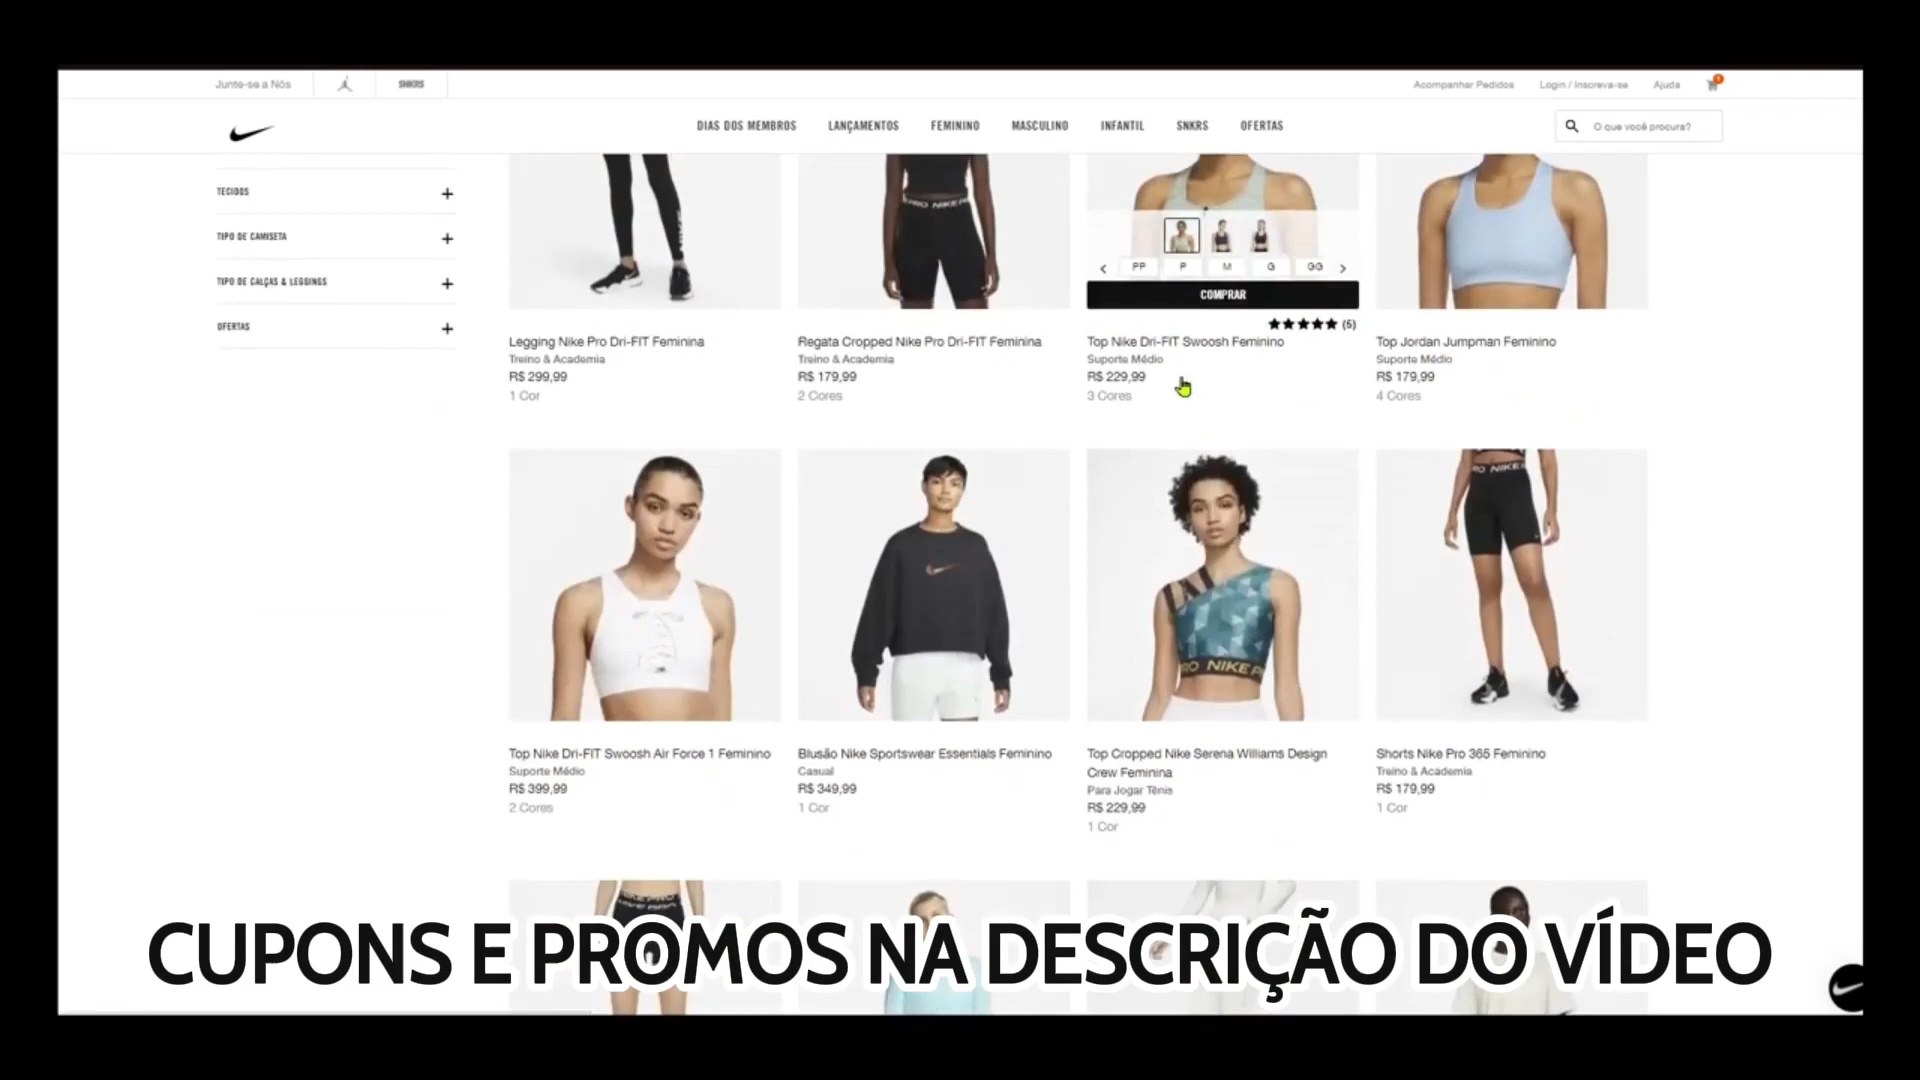 Junte-se a Nós
SNKRS
Acompanhar Pedidos
Login / Inscreva-se
Ajuda
1
DIAS DOS MEMBROS
LANÇAMENTOS
FEMININO
MASCULINO
INFANTIL
SNKRS
OFERTAS
O que você procura?
TECIDOS
TIPO DE CAMISETA
TIPO DE CALÇAS & LEGGINGS
OFERTAS
PP P M G GG
COMPRAR
(5)
Legging Nike Pro Dri-FIT Feminina
Treino & Academia
R$ 299,99
1 Cor
Regata Cropped Nike Pro Dri-FIT Feminina
Treino & Academia
R$ 179,99
2 Cores
Top Nike Dri-FIT Swoosh Feminino
Suporte Médio
R$ 229,99
3 Cores
Top Jordan Jumpman Feminino
Suporte Médio
R$ 179,99
4 Cores
Top Nike Dri-FIT Swoosh Air Force 1 Feminino
Suporte Médio
R$ 399,99
2 Cores
Blusão Nike Sportswear Essentials Feminino
Casual
R$ 349,99
1 Cor
Top Cropped Nike Serena Williams Design
Crew Feminina
Para Jogar Tênis
R$ 229,99
1 Cor
Shorts Nike Pro 365 Feminino
Treino & Academia
R$ 179,99
1 Cor
CUPONS E PROMOS NA DESCRIÇÃO DO VÍDEO